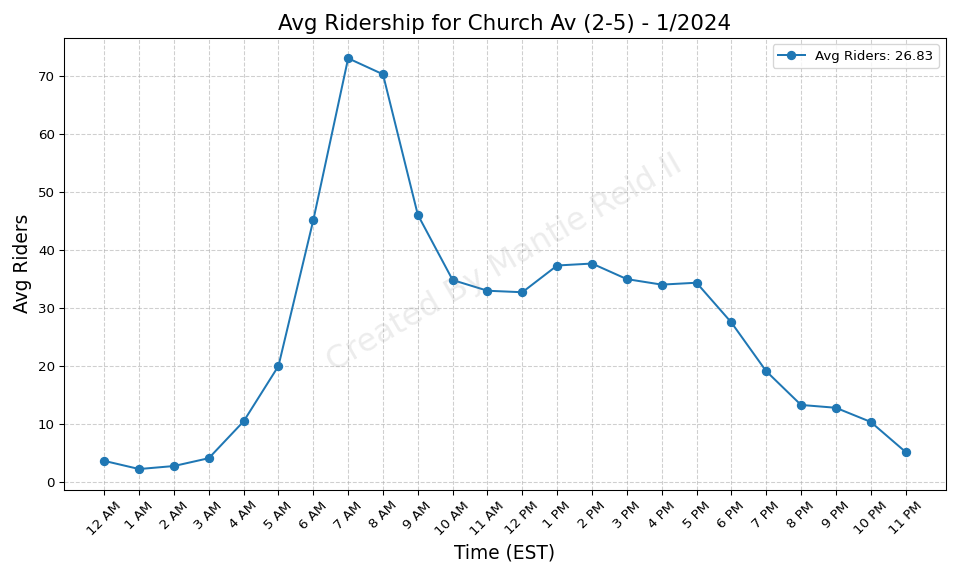 Avg Ridership for Church Av (2-5) - 1/2024
Avg Riders: 26.83
Avg Riders
70
60
50
40
30
20
10
0
Created By Mantle Reid II
12 AM
1 AM
2 AM
3 AM
4 AM
5 AM
6 AM
7 AM
8 AM
9 AM
10 AM
11 AM
12 PM
1 PM
2 PM
3 PM
4 PM
5 PM
6 PM
7 PM
8 PM
9 PM
10 PM
11 PM
Time (EST)